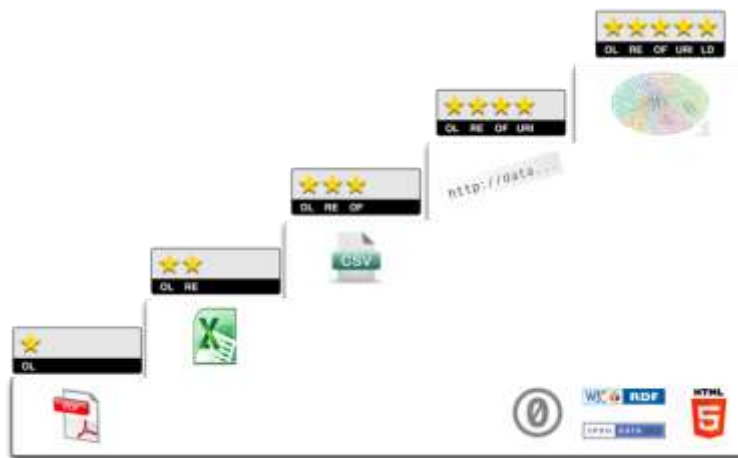 OL RE OF URI LD
OL RE OF URI
http://data...
OL RE OF
CSV
OL RE
X
OL
PDF
0
W3C RDF
HTML
5
OPEN DATA